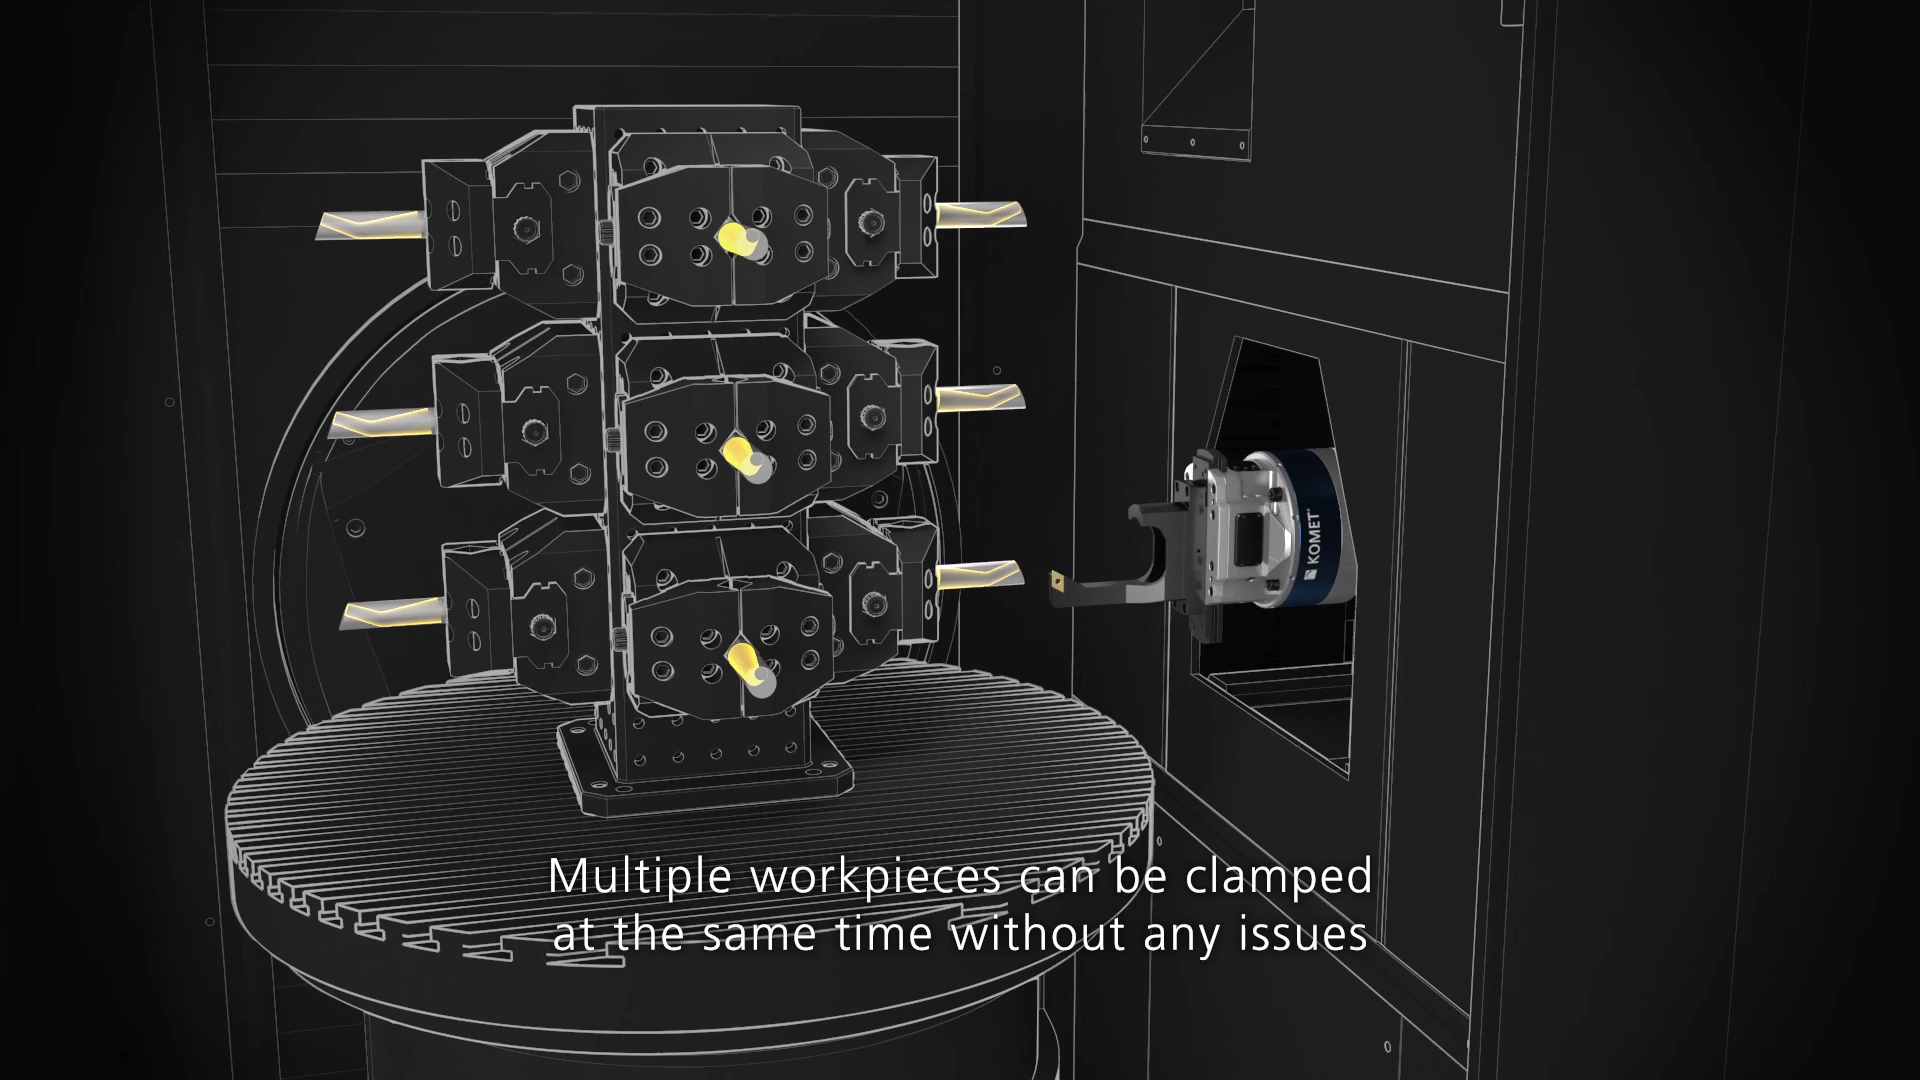 KOMET
Multiple workpieces can be clamped
at the same time without any issues